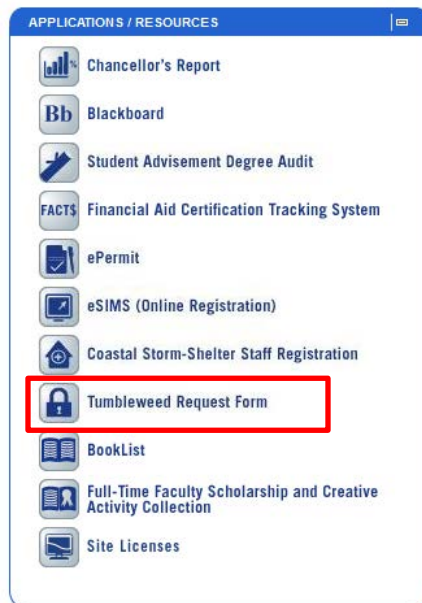 APPLICATIONS / RESOURCES
%
Chancellor's Report
Bb
Blackboard
Student Advisement Degree Audit
FACT$
Financial Aid Certification Tracking System
ePermit
eSIMS (Online Registration)
Coastal Storm-Shelter Staff Registration
Tumbleweed Request Form
BookList
Full-Time Faculty Scholarship and Creative
Activity Collection
Site Licenses